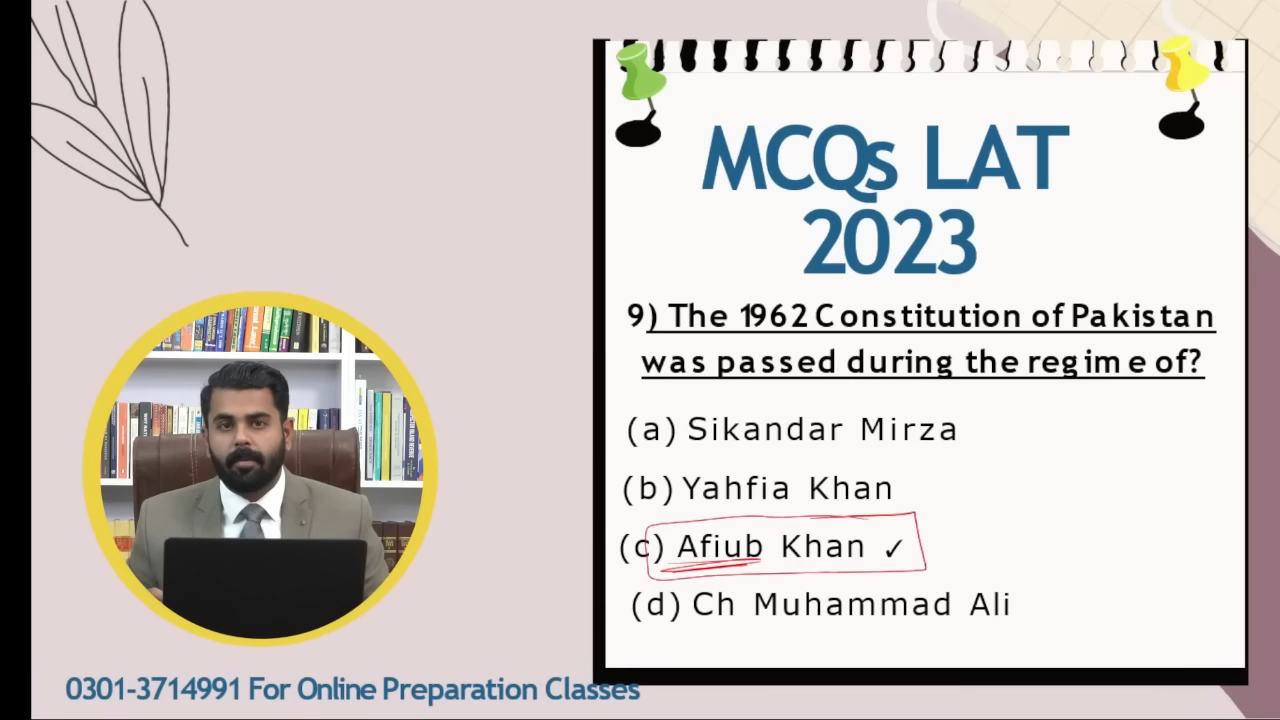 MCQs LAT
2023
9) The 1962 Constitution of Pakistan
was passed during the regime of?
(a) Sikandar Mirza
(b) Yahfia Khan
(c) Afiub Khan ✓
(d) Ch Muhammad Ali
0301-3714991 For Online Preparation Classes